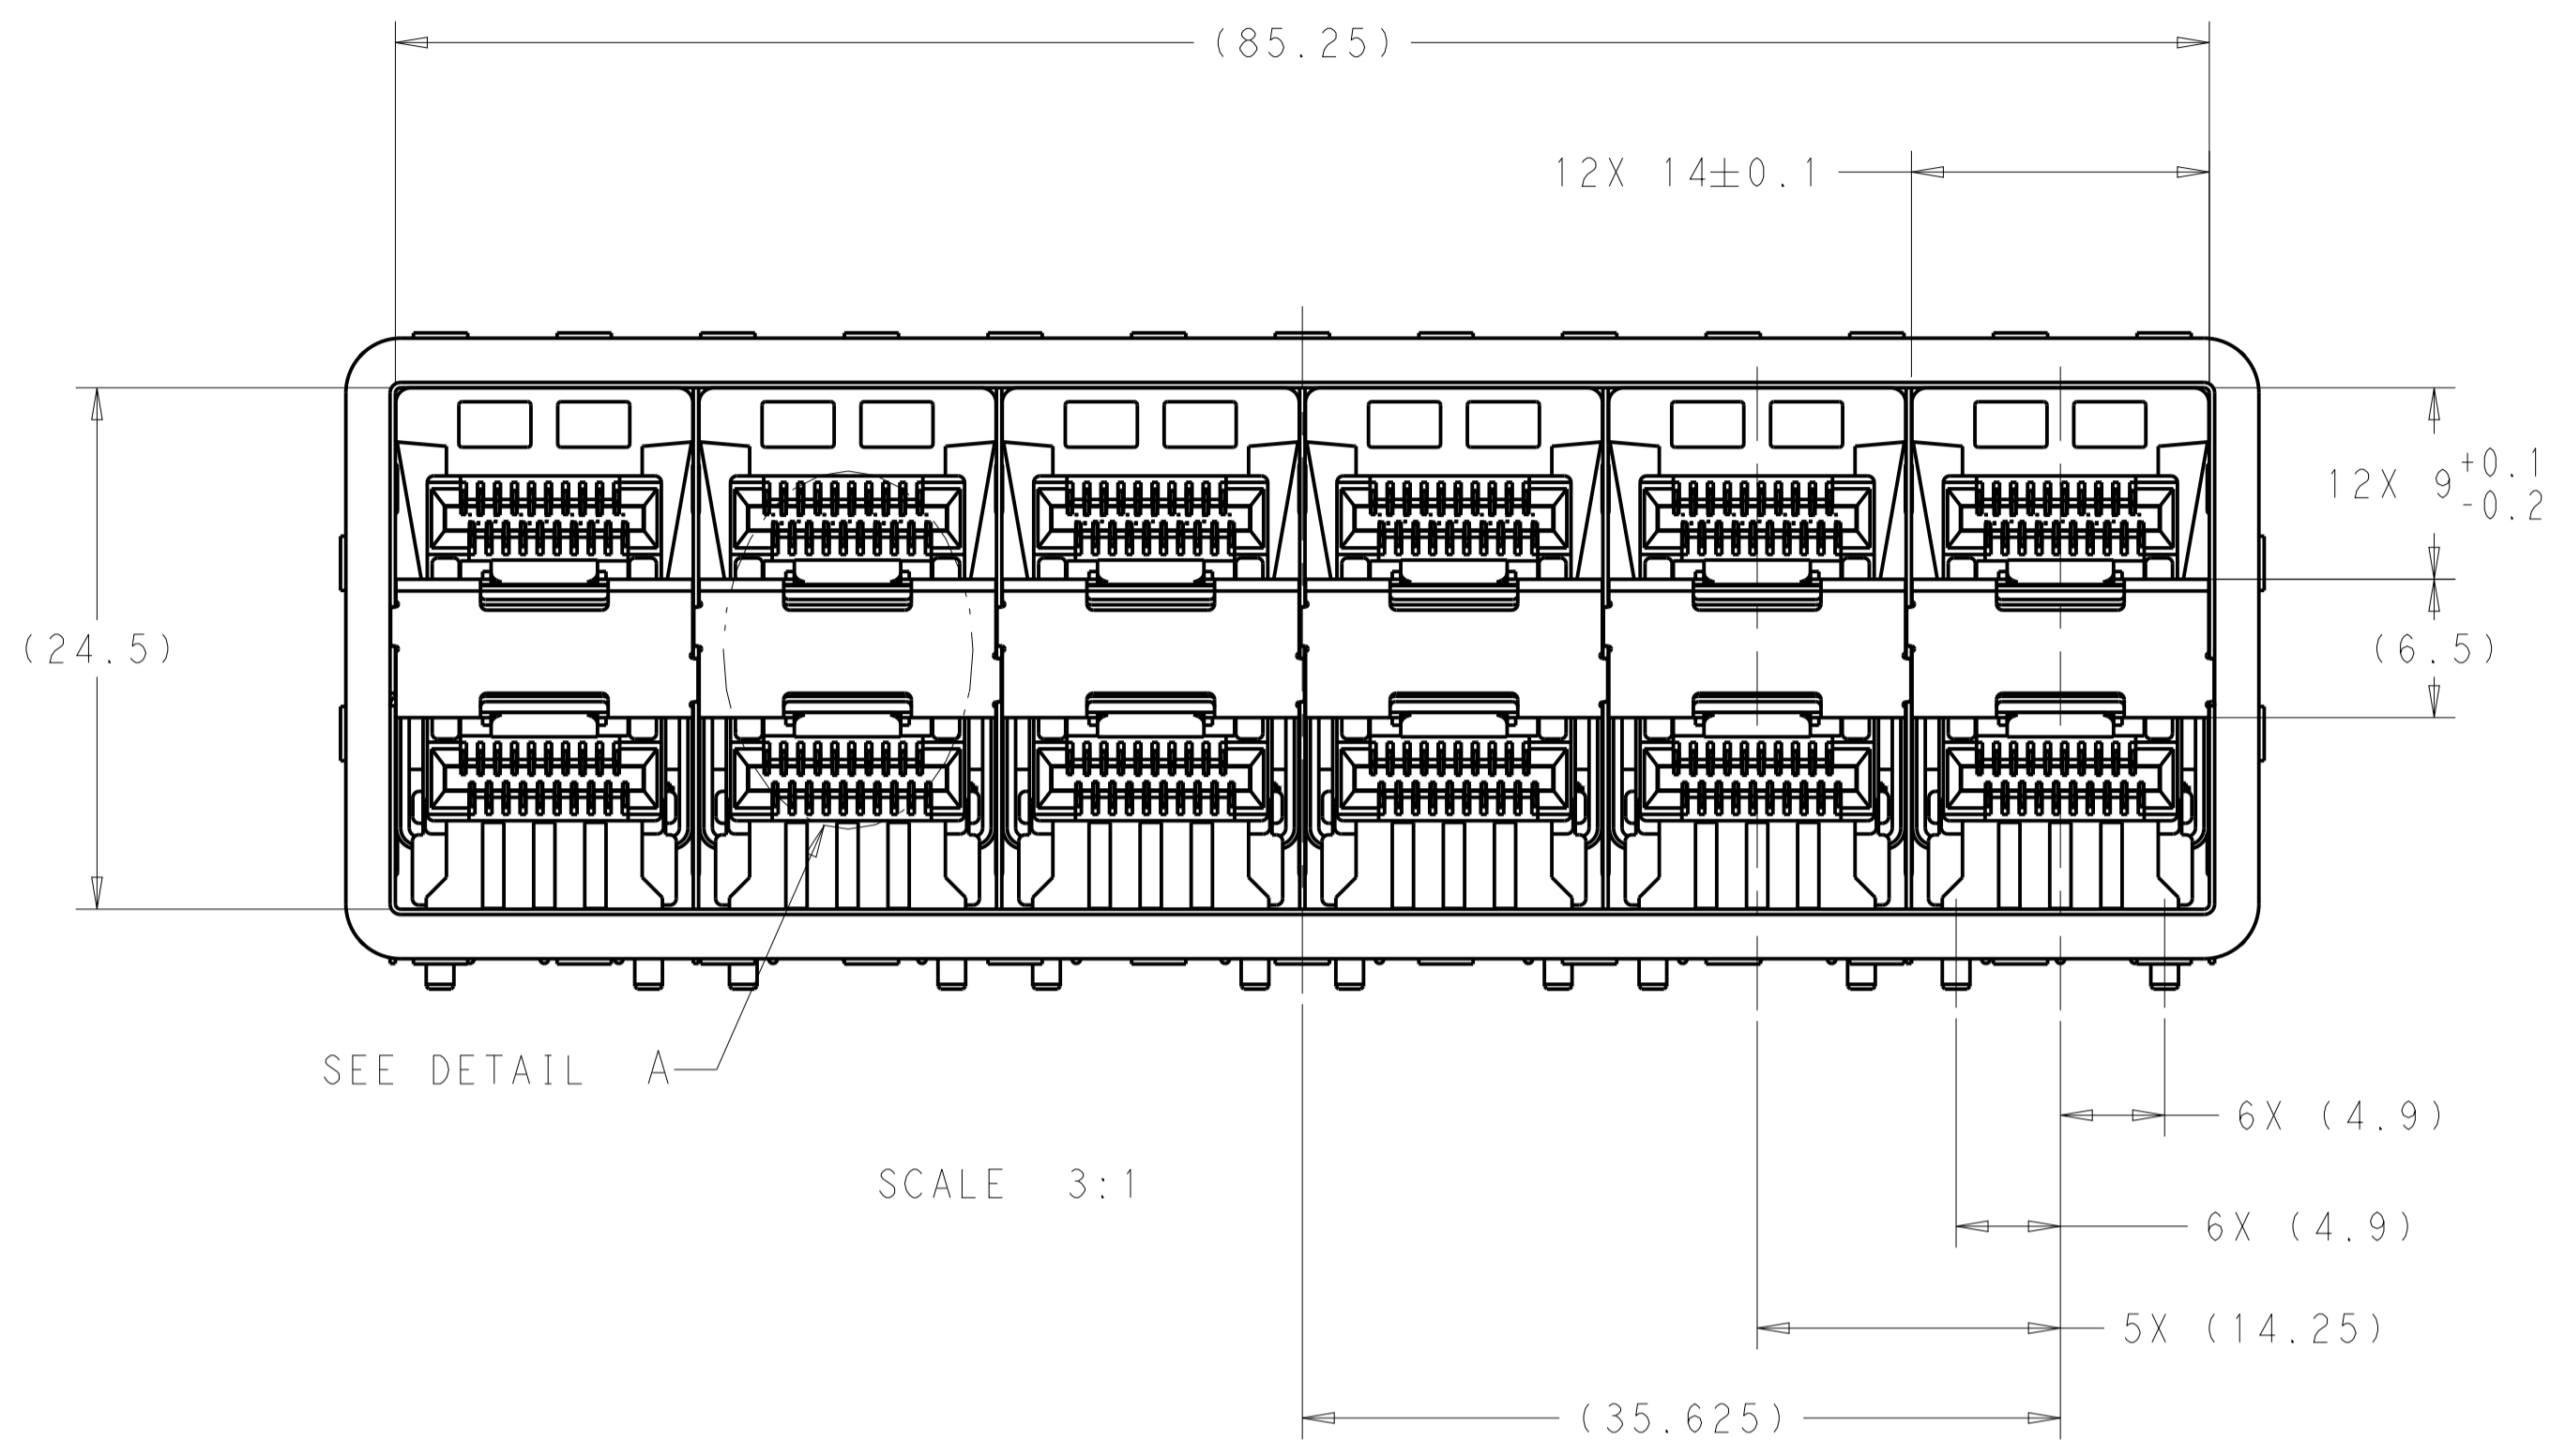 (85.25)
12X 14±0.1
12X 9 +0.1
-0.2
(24.5)
(6.5)
SEE DETAIL A
6X (4.9)
SCALE 3:1
6X (4.9)
5X (14.25)
(35.625)